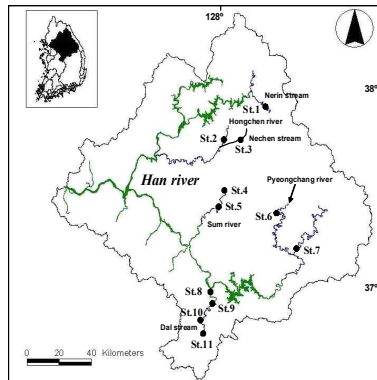 128°
Nerin stream
St.1
38°
Hongchen river
St.2
St.3
Nechen stream
Pyeongchang river
Han river
St.4
St.5
St.6
Sum river
St.7
St.8
37°
St.9
St.10
Dal stream
St.11
0 20 40 Kilometers